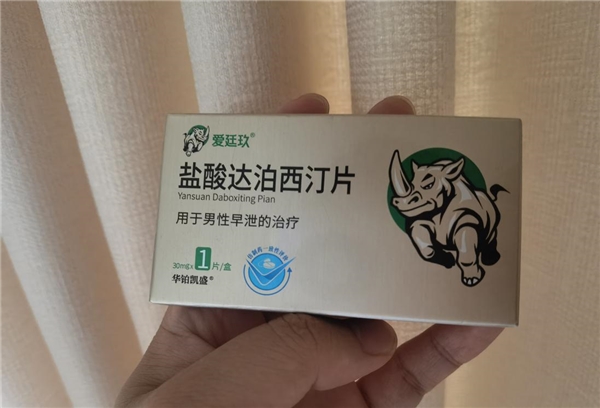 爱廷玖®
盐酸达泊西汀片
Yansuan Daboxiting Pian
用于男性早泄的治疗
30mg×1片/盒
华铂凯盛®